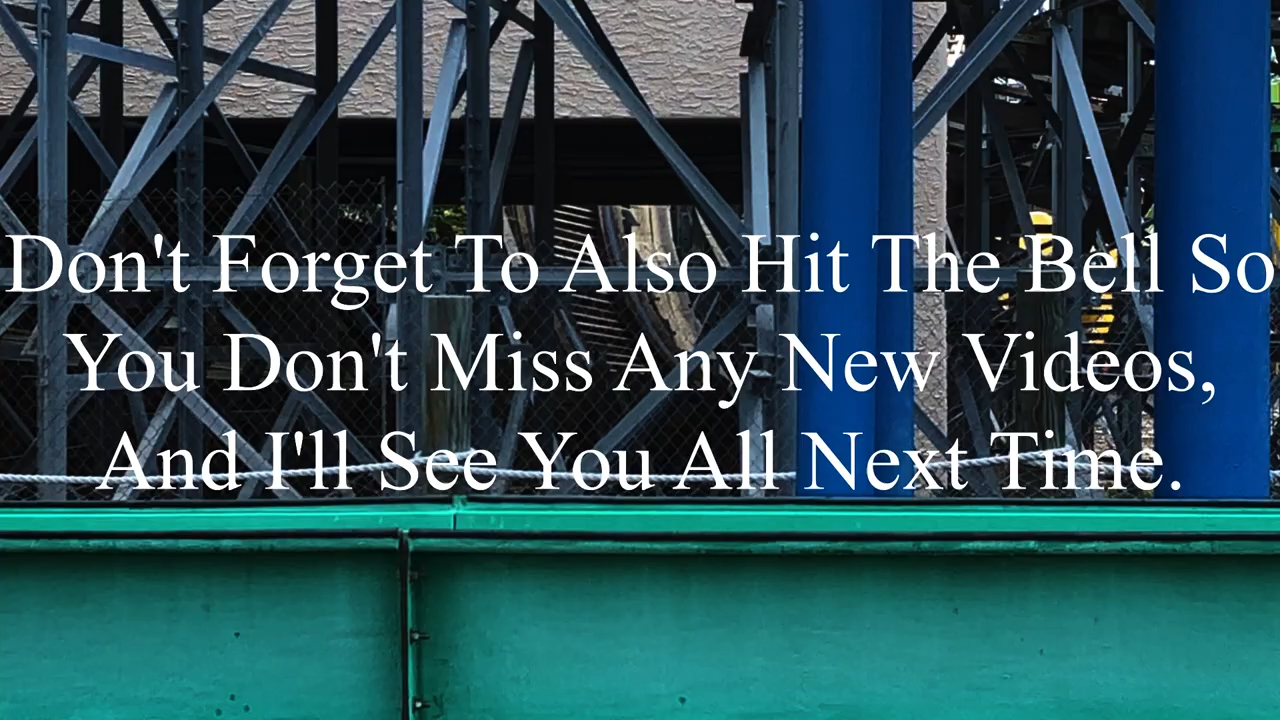 Don't Forget To Also Hit The Bell So
You Don't Miss Any New Videos,
And I'll See You All Next Time.